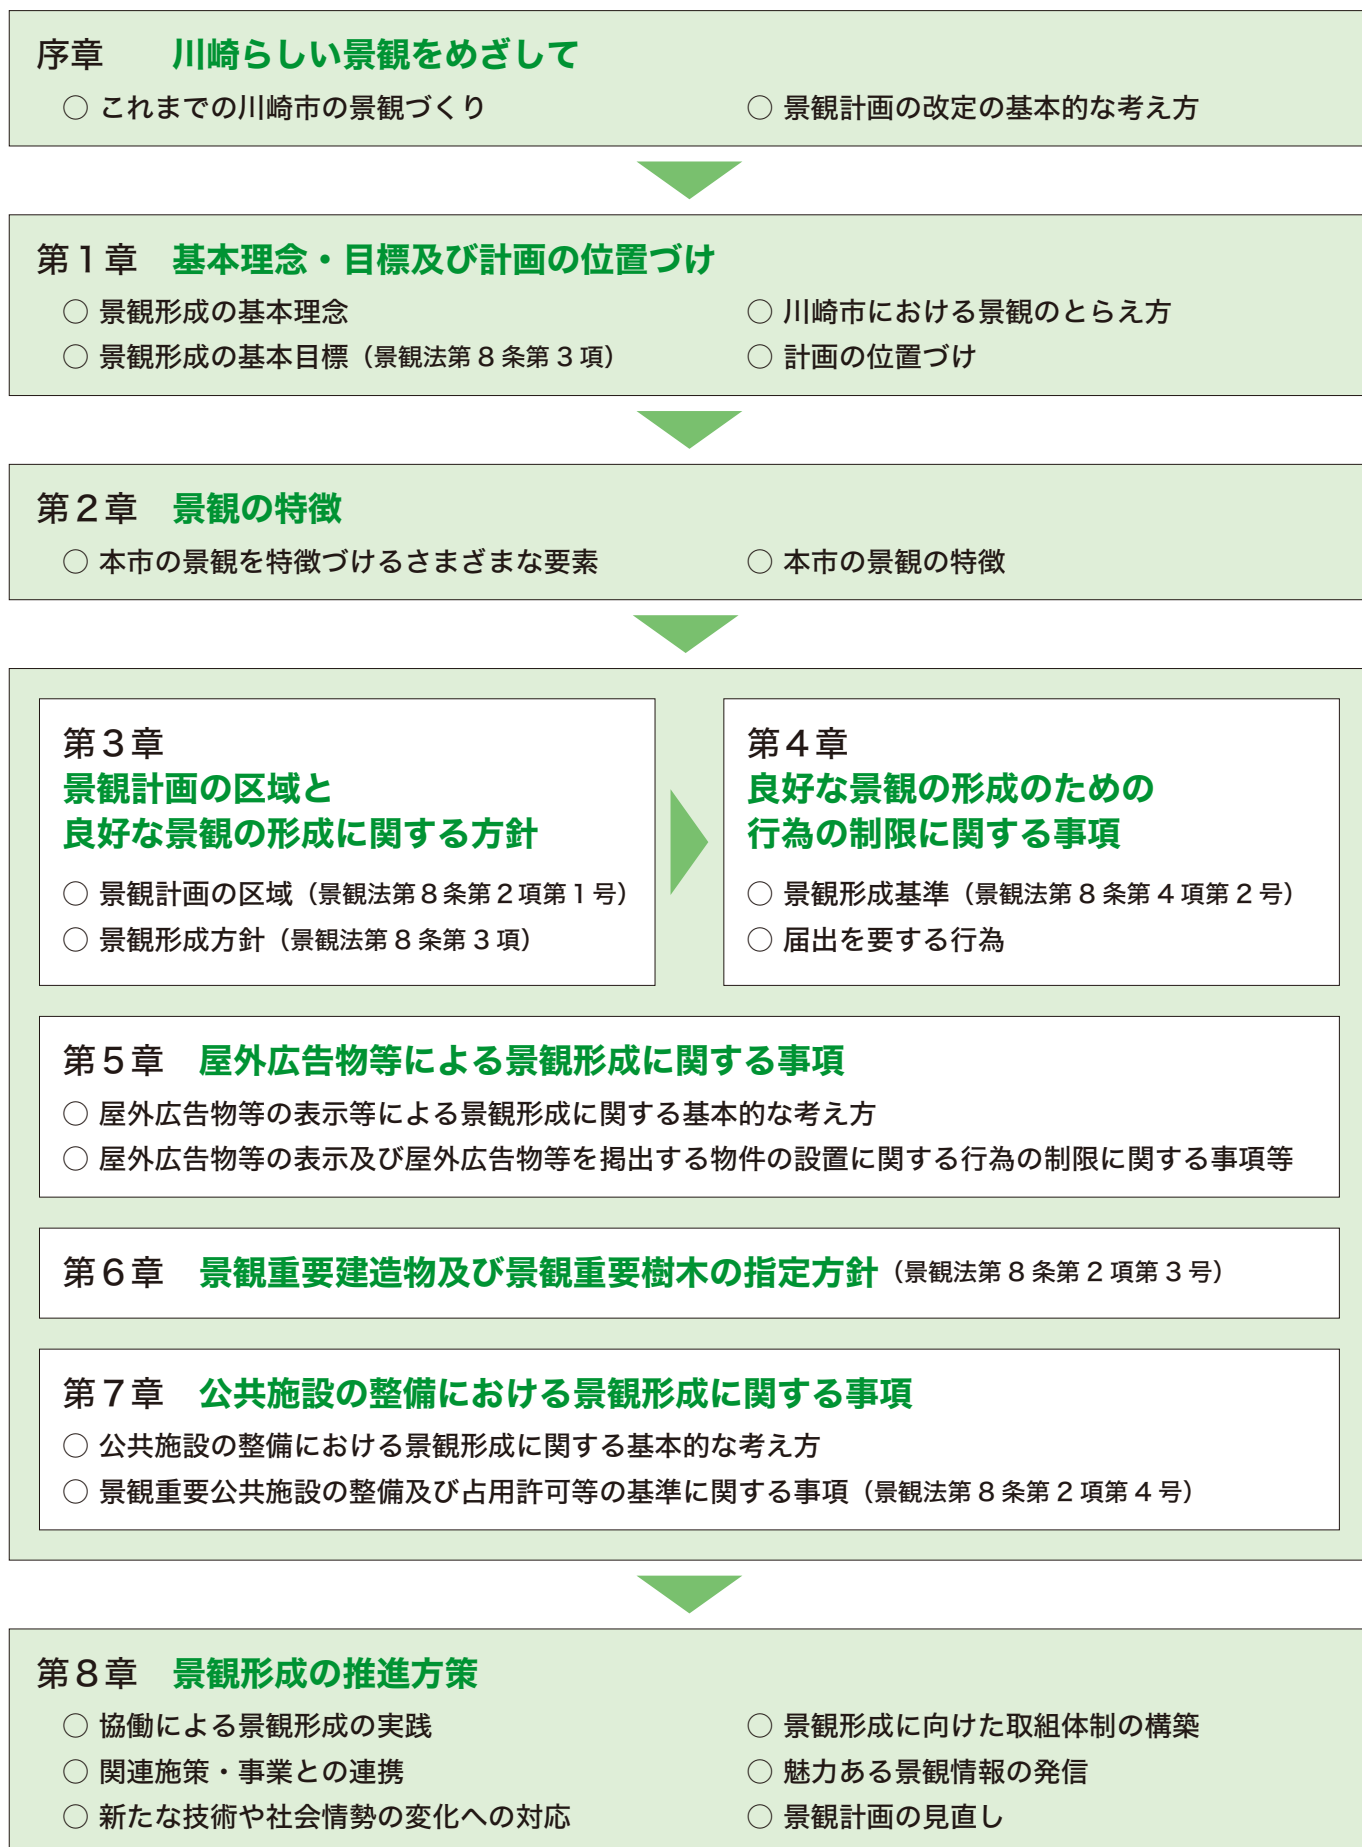 序章　川崎らしい景観をめざして
○ これまでの川崎市の景観づくり
○ 景観計画の改定の基本的な考え方
第１章　基本理念・目標及び計画の位置づけ
○ 景観形成の基本理念
○ 川崎市における景観のとらえ方
○ 景観形成の基本目標（景観法第８条第３項）
○ 計画の位置づけ
第２章　景観の特徴
○ 本市の景観を特徴づけるさまざまな要素
○ 本市の景観の特徴
第３章
景観計画の区域と
良好な景観の形成に関する方針
○ 景観計画の区域（景観法第８条第２項第１号）
○ 景観形成方針（景観法第８条第３項）
第４章
良好な景観の形成のための
行為の制限に関する事項
○ 景観形成基準（景観法第８条第４項第２号）
○ 届出を要する行為
第５章　屋外広告物等による景観形成に関する事項
○ 屋外広告物等の表示等による景観形成に関する基本的な考え方
○ 屋外広告物等の表示及び屋外広告物等を掲出する物件の設置に関する行為の制限に関する事項等
第６章　景観重要建造物及び景観重要樹木の指定方針（景観法第８条第２項第３号）
第７章　公共施設の整備における景観形成に関する事項
○ 公共施設の整備における景観形成に関する基本的な考え方
○ 景観重要公共施設の整備及び占用許可等の基準に関する事項（景観法第８条第２項第４号）
第８章　景観形成の推進方策
○ 協働による景観形成の実践
○ 景観形成に向けた取組体制の構築
○ 関連施策・事業との連携
○ 魅力ある景観情報の発信
○ 新たな技術や社会情勢の変化への対応
○ 景観計画の見直し